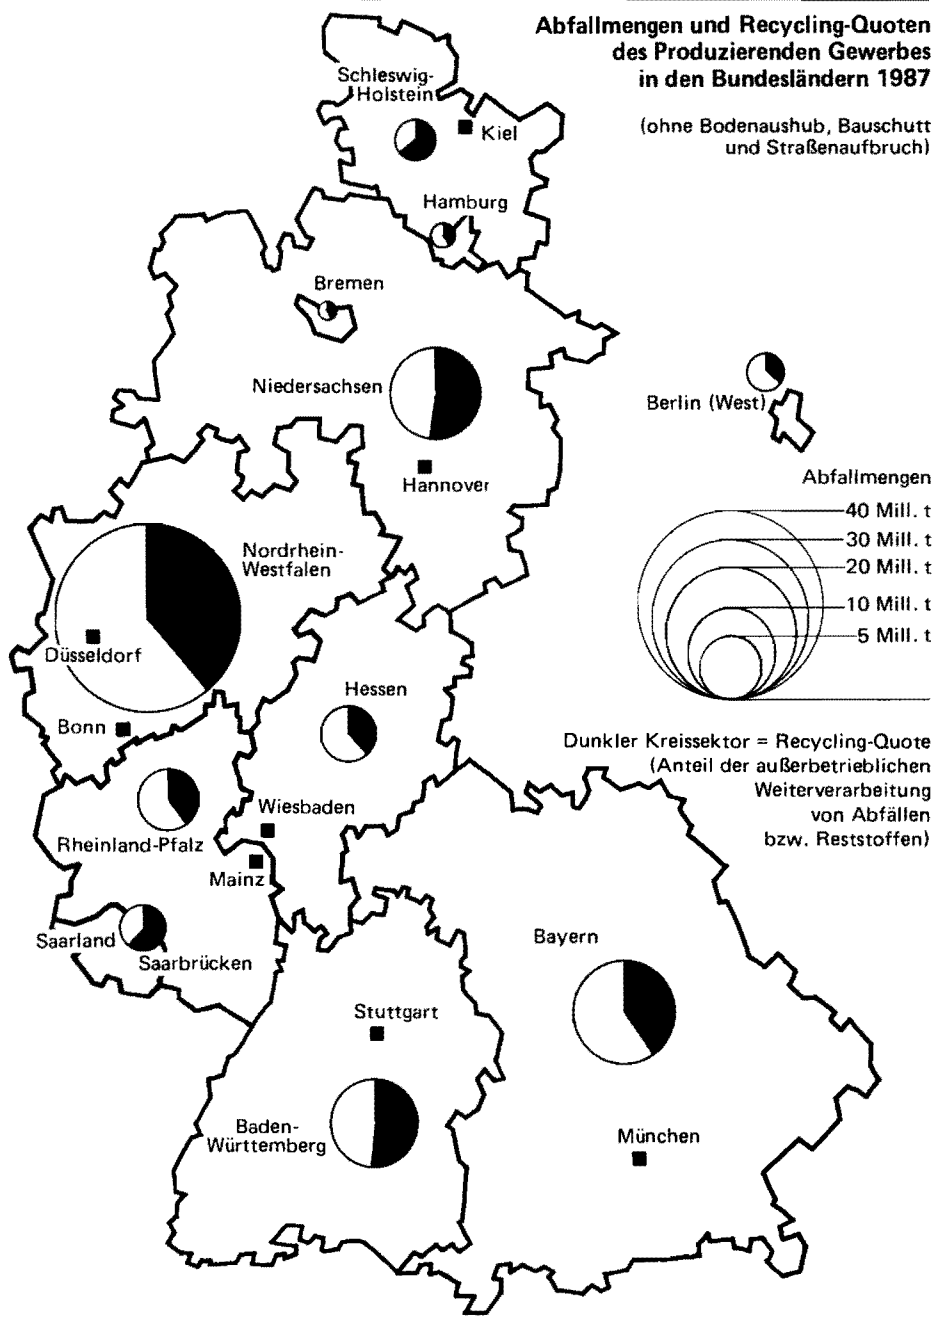 Abfallmengen und Recycling-Quoten
des Produzierenden Gewerbes
in den Bundesländern 1987
(ohne Bodenaushub, Bauschutt
und Straßenaufbruch)
Schleswig-
Holstein
Kiel
Hamburg
Bremen
Niedersachsen
Hannover
Berlin (West)
Abfallmengen
40 Mill. t
30 Mill. t
20 Mill. t
10 Mill. t
5 Mill. t
Nordrhein-
Westfalen
Düsseldorf
Bonn
Hessen
Dunkler Kreissektor = Recycling-Quote
(Anteil der außerbetrieblichen
Weiterverarbeitung
von Abfällen
bzw. Reststoffen)
Wiesbaden
Rheinland-Pfalz
Mainz
Saarland
Saarbrücken
Bayern
Stuttgart
Baden-
Württemberg
München